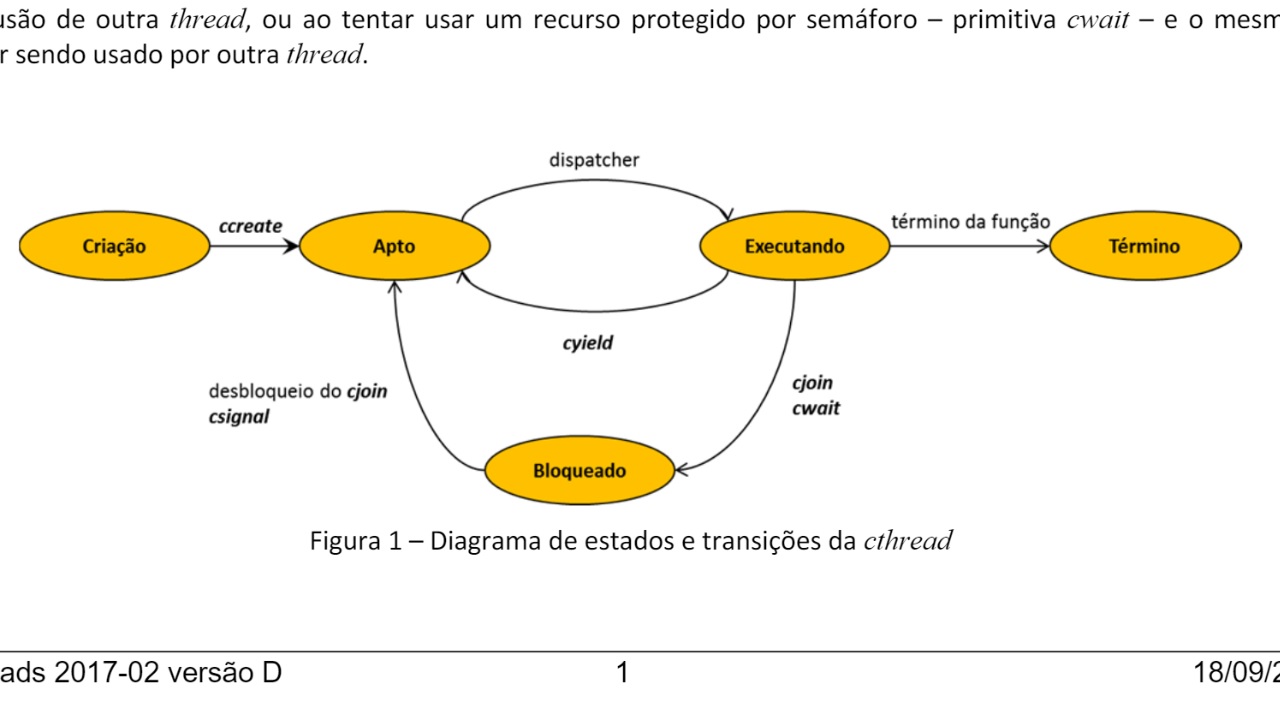 usão de outra thread, ou ao tentar usar um recurso protegido por semáforo – primitiva cwait – e o mesm
r sendo usado por outra thread.
dispatcher
Criação
ccreate
Apto
Executando
término da função
Término
cyield
desbloqueio do cjoin
csignal
cjoin
cwait
Bloqueado
Figura 1 – Diagrama de estados e transições da cthread
ads 2017-02 versão D 1 18/09/2